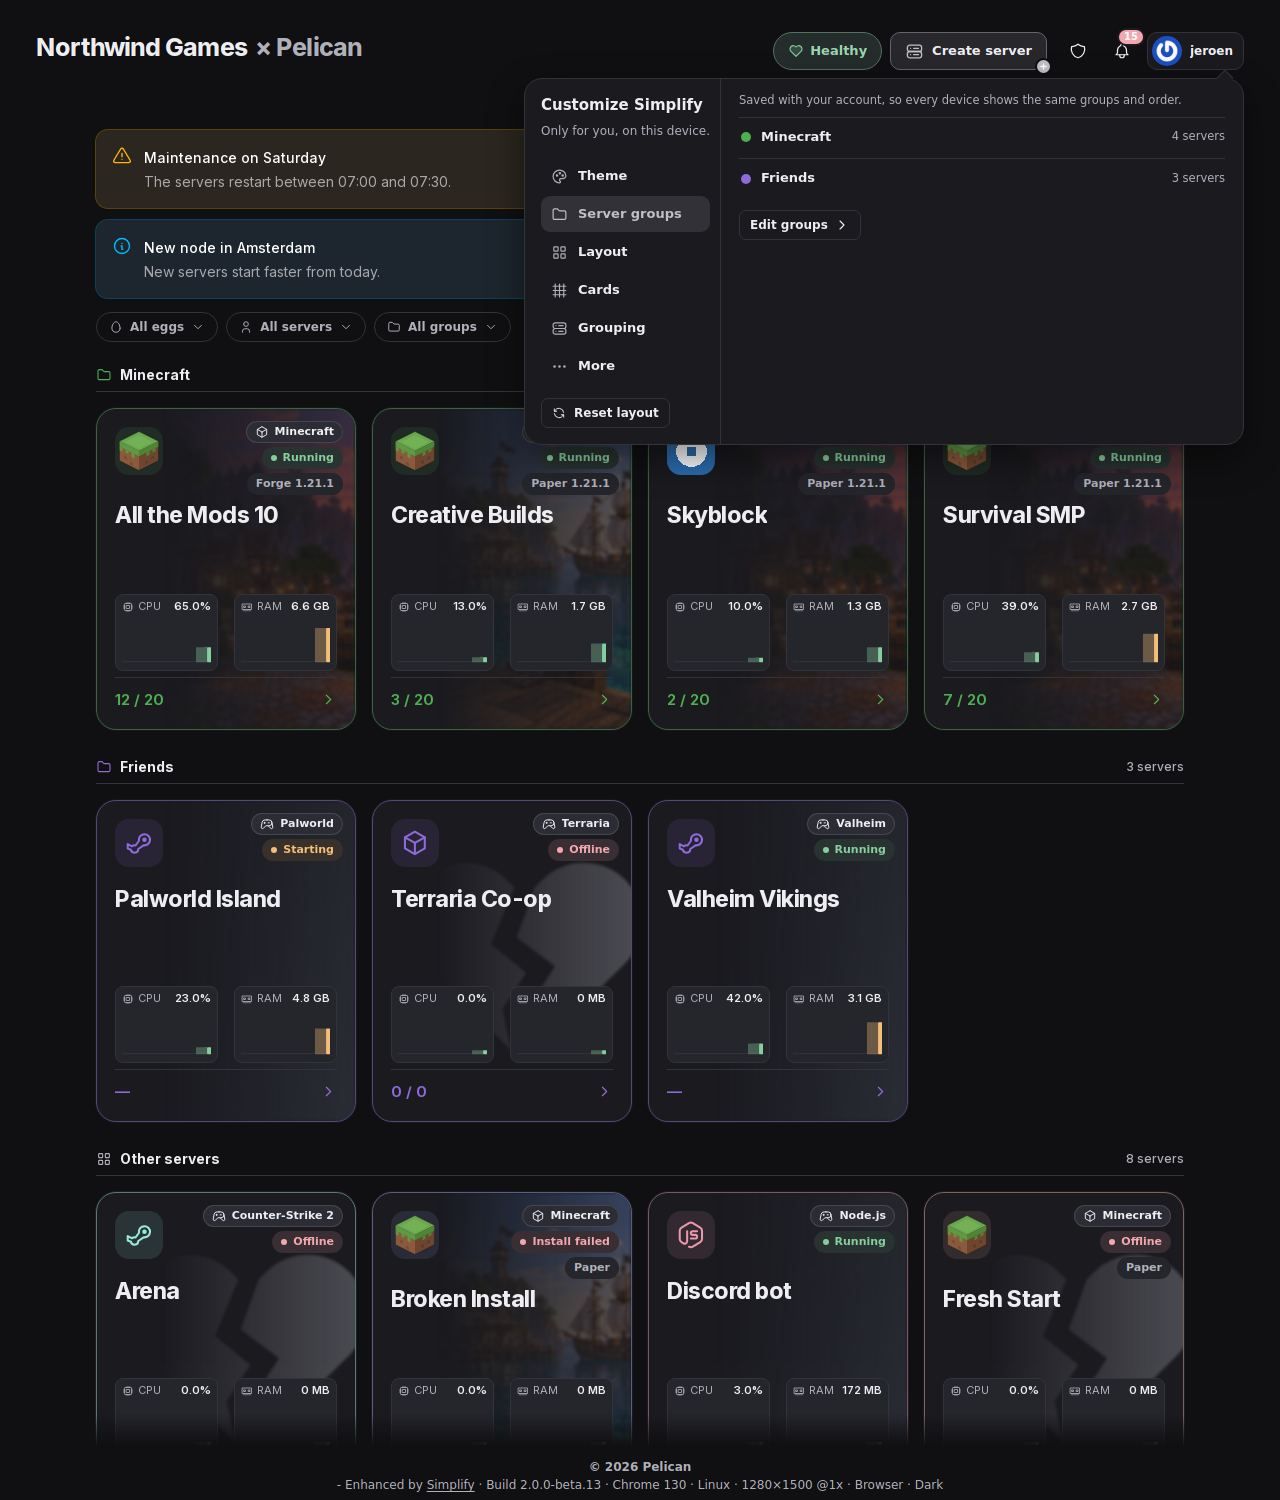 Northwind Games × Pelican
Healthy
Create server
15
jeroen
Customize Simplify
Only for you, on this device.
Theme
Server groups
Layout
Cards
Grouping
More
Reset layout
Saved with your account, so every device shows the same groups and order.
Minecraft
4 servers
Friends
3 servers
Edit groups
Maintenance on Saturday
The servers restart between 07:00 and 07:30.
New node in Amsterdam
New servers start faster from today.
All eggs
All servers
All groups
Minecraft
Minecraft
Running
Forge 1.21.1
All the Mods 10
CPU 65.0%
RAM 6.6 GB
12 / 20
Running
Paper 1.21.1
Creative Builds
CPU 13.0%
RAM 1.7 GB
3 / 20
Running
Paper 1.21.1
Skyblock
CPU 10.0%
RAM 1.3 GB
2 / 20
Running
Paper 1.21.1
Survival SMP
CPU 39.0%
RAM 2.7 GB
7 / 20
Friends
3 servers
Palworld
Starting
Palworld Island
CPU 23.0%
RAM 4.8 GB
—
Terraria
Offline
Terraria Co-op
CPU 0.0%
RAM 0 MB
0 / 0
Valheim
Running
Valheim Vikings
CPU 42.0%
RAM 3.1 GB
—
Other servers
8 servers
Counter-Strike 2
Offline
Arena
CPU 0.0%
RAM 0 MB
Minecraft
Install failed
Paper
Broken Install
CPU 0.0%
RAM 0 MB
Node.js
Running
JS
Discord bot
CPU 3.0%
RAM 172 MB
Minecraft
Offline
Paper
Fresh Start
CPU 0.0%
RAM 0 MB
© 2026 Pelican
- Enhanced by Simplify · Build 2.0.0-beta.13 · Chrome 130 · Linux · 1280×1500 @1x · Browser · Dark